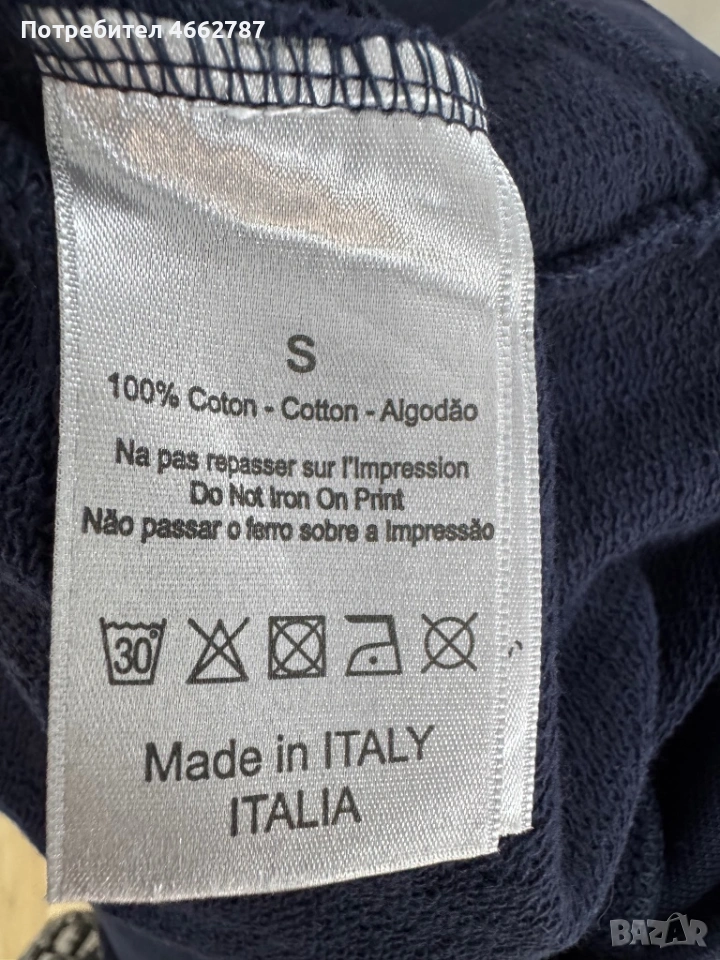 Потребител 4662787
S
100% Coton - Cotton - Algodão
Na pas repasser sur l'Impression
Do Not Iron On Print
Não passar o ferro sobre a Impressão
30°
Made in ITALY
ITALIA
BAZAR